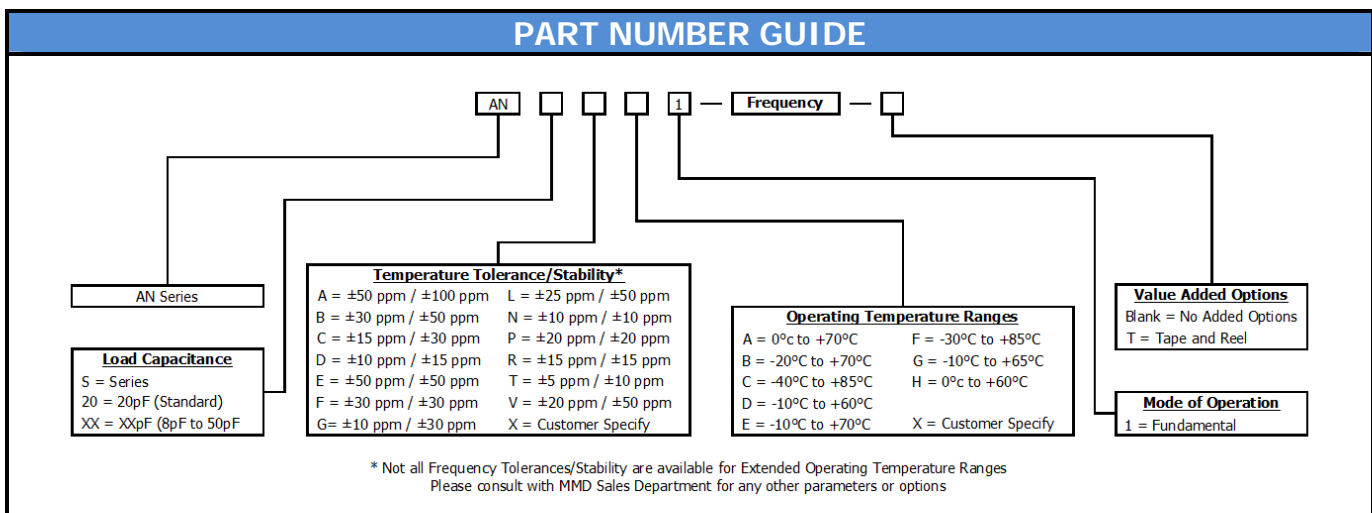 PART NUMBER GUIDE
AN 1 — Frequency —
AN Series
Load Capacitance
S = Series
20 = 20pF (Standard)
XX = XXpF (8pF to 50pF
Temperature Tolerance/Stability*
A = ±50 ppm / ±100 ppm L = ±25 ppm / ±50 ppm
B = ±30 ppm / ±50 ppm N = ±10 ppm / ±10 ppm
C = ±15 ppm / ±30 ppm P = ±20 ppm / ±20 ppm
D = ±10 ppm / ±15 ppm R = ±15 ppm / ±15 ppm
E = ±50 ppm / ±50 ppm T = ±5 ppm / ±10 ppm
F = ±30 ppm / ±30 ppm V = ±20 ppm / ±50 ppm
G= ±10 ppm / ±30 ppm X = Customer Specify
Operating Temperature Ranges
A = 0ºc to +70ºC F = -30ºC to +85ºC
B = -20ºC to +70ºC G = -10ºC to +65ºC
C = -40ºC to +85ºC H = 0ºc to +60ºC
D = -10ºC to +60ºC
E = -10ºC to +70ºC X = Customer Specify
Value Added Options
Blank = No Added Options
T = Tape and Reel
Mode of Operation
1 = Fundamental
* Not all Frequency Tolerances/Stability are available for Extended Operating Temperature Ranges
Please consult with MMD Sales Department for any other parameters or options